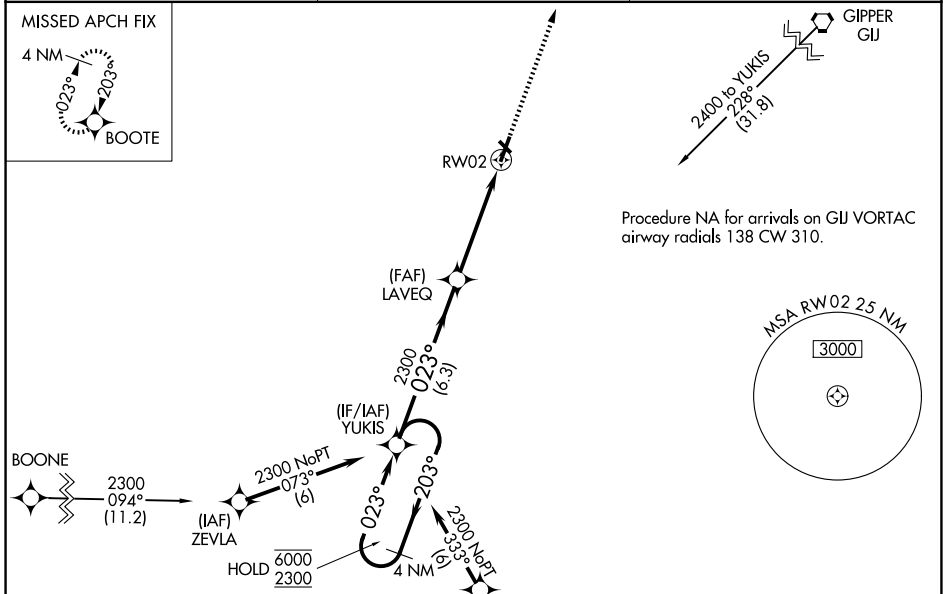 MISSED APCH FIX
4 NM
023°
203°
BOOTE
GIPPER
GIJ
2400 to YUKIS
228°
(31.8)
RW02
Procedure NA for arrivals on GIJ VORTAC
airway radials 138 CW 310.
(FAF)
LAVEQ
MSA RW02 25 NM
3000
2300
023°
(6.3)
(IF/IAF)
YUKIS
BOONE
2300
094°
(11.2)
2300 NoPT
073°
(6)
(IAF)
ZEVLA
023°
203°
HOLD
6000
2300
4 NM
2300 NoPT
333°
(6)